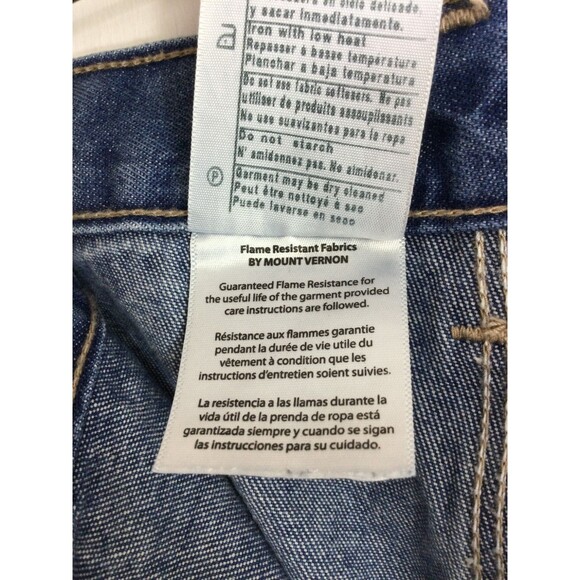 y sacar inmediatamente.
Iron with low heat
Repasser à basse température
Planchar a baja temperatura
Do not use fabric softeners. Ne pas
utiliser de produits assouplissants
No use suavizantes para la ropa
Do not starch
N' amidonnez pas. No almidonar.
P Garment may be dry cleaned
Peut être nettoyé à sec
Puede lavarse en seco
Flame Resistant Fabrics
BY MOUNT VERNON
Guaranteed Flame Resistance for
the useful life of the garment provided
care instructions are followed.
Résistance aux flammes garantie
pendant la durée de vie utile du
vêtement à condition que les
instructions d'entretien soient suivies.
La resistencia a las llamas durante la
vida útil de la prenda de ropa está
garantizada siempre y cuando se sigan
las instrucciones para su cuidado.